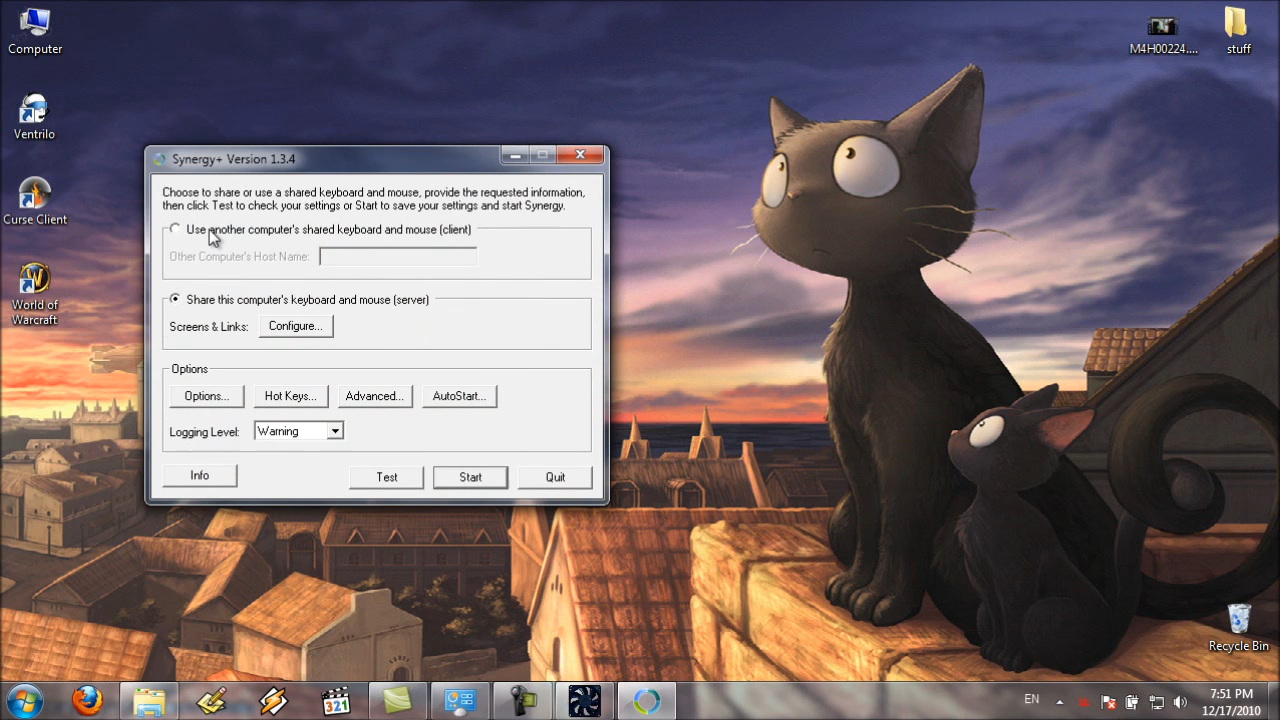 Computer
Ventrilo
Curse Client
World of
Warcraft
M4H00224....
stuff
Synergy+ Version 1.3.4
Choose to share or use a shared keyboard and mouse, provide the requested information,
then click Test to check your settings or Start to save your settings and start Synergy.
Use another computer's shared keyboard and mouse (client)
Other Computer's Host Name:
Share this computer's keyboard and mouse (server)
Screens & Links: Configure...
Options
Options... Hot Keys... Advanced... AutoStart...
Logging Level: Warning
Info Test Start Quit
Recycle Bin
321
EN
7:51 PM
12/17/2010